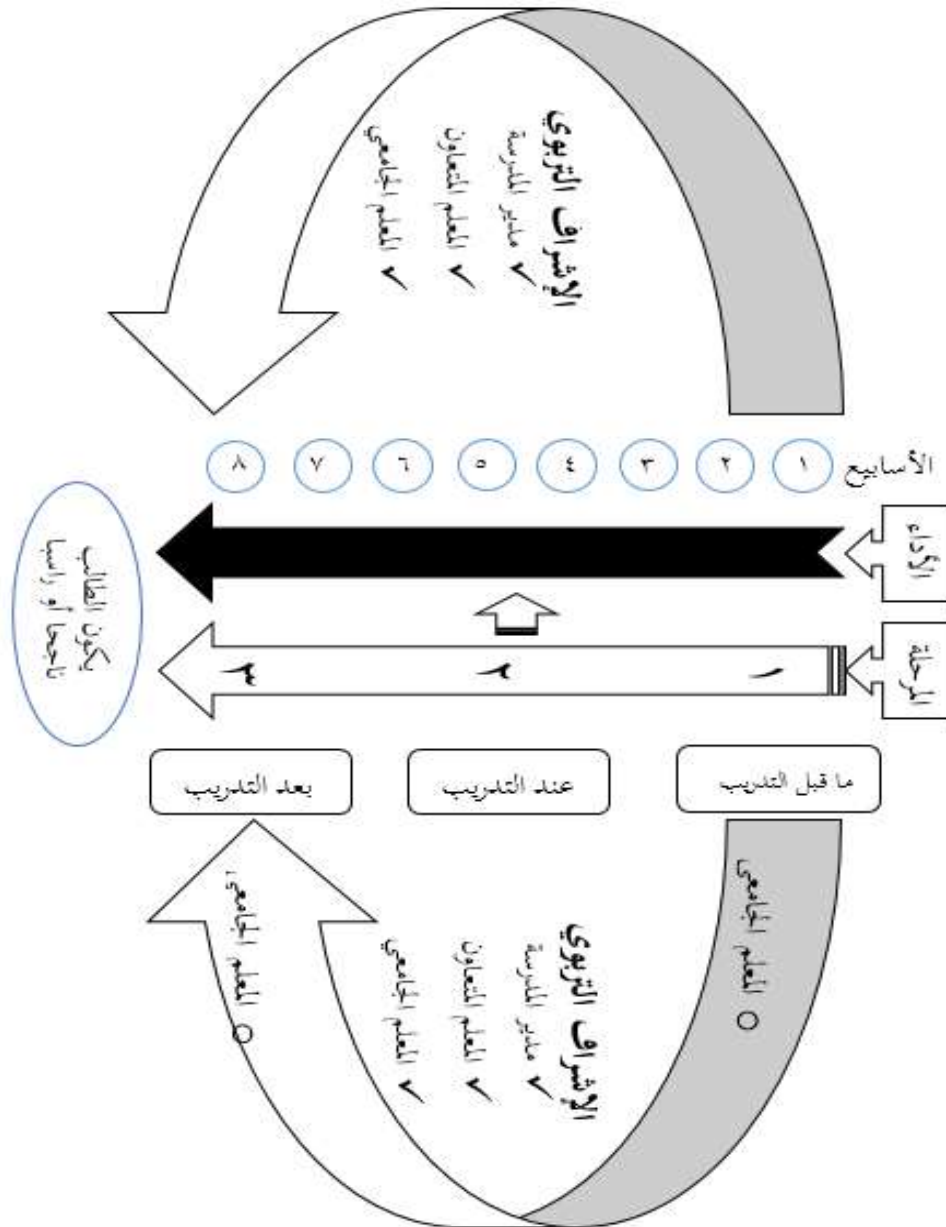 الإشراف التربوي
✓ مدير المدرسة
✓ المعلم المتعاون
✓ المعلم الجامعي
الأسابيع ١ ٢ ٣ ٤ ٥ ٦ ٧ ٨
الأداء
المرحلة
١ ٢ ٣
يكون الطالب
ناجحا أو راسبا
ما قبل التدريب
عند التدريب
بعد التدريب
المعلم الجامعي
المعلم الجامعي
الإشراف التربوي
✓ مدير المدرسة
✓ المعلم المتعاون
✓ المعلم الجامعي